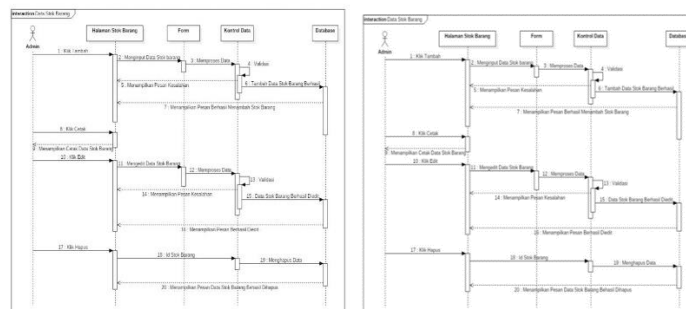 interaction Data Stok Barang
Admin
Halaman Stok Barang
Form
Kontrol Data
Database
1 : Klik Tambah
2 : Menginput Data Stok barang
3 : Memproses Data
4 : Validasi
5 : Menampilkan Pesan Kesalahan
6 : Tambah Data Stok Barang Berhasil
7 : Menampilkan Pesan Berhasil Menambah Stok Barang
8 : Klik Cetak
9 : Menampilkan Cetak Data Stok Barang
10 : Klik Edit
11 : Mengedit Data Stok Barang
12 : Memproses Data
13 : Validasi
14 : Menampilkan Pesan Kesalahan
15 : Data Stok Barang Berhasil Diedit
16 : Menampilkan Pesan Berhasil Diedit
17 : Klik Hapus
18 : Id Stok Barang
19 : Menghapus Data
20 : Menampilkan Pesan Data Stok Barang Berhasil Dihapus
interaction Data Stok Barang
Admin
Halaman Stok Barang
Form
Kontrol Data
Databas
1 : Klik Tambah
2 : Menginput Data Stok barang
3 : Memproses Data
4 : Validasi
5 : Menampilkan Pesan Kesalahan
6 : Tambah Data Stok Barang Berhasil
7 : Menampilkan Pesan Berhasil Menambah Stok Barang
8 : Klik Cetak
9 : Menampilkan Cetak Data Stok Barang
10 : Klik Edit
11 : Mengedit Data Stok Barang
12 : Memproses Data
13 : Validasi
14 : Menampilkan Pesan Kesalahan
15 : Data Stok Barang Berhasil Diedit
16 : Menampilkan Pesan Berhasil Diedit
17 : Klik Hapus
18 : Id Stok Barang
19 : Menghapus Data
20 : Menampilkan Pesan Data Stok Barang Berhasil Dihapus